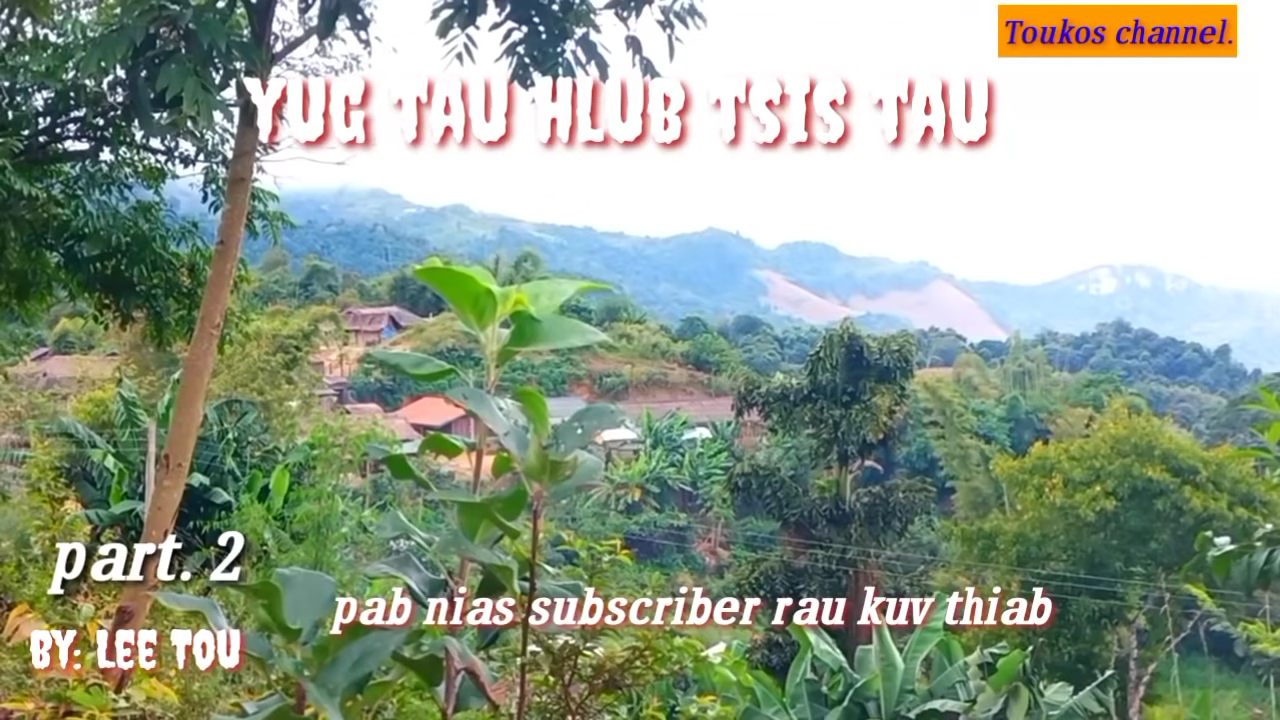 Toukos channel.
YUG TAU HLUB TSIS TAU
part. 2
pab nias subscriber rau kuv thiab
BY: LEE TOU